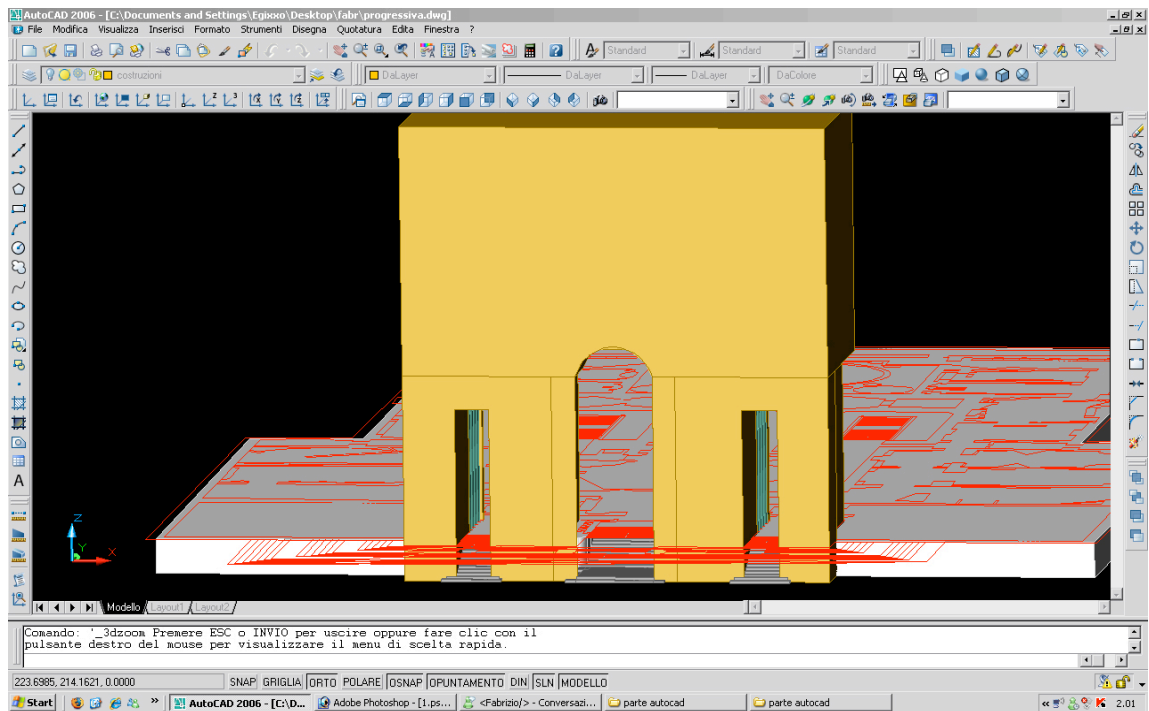 AutoCAD 2006 - [C:\Documents and Settings\Egixxo\Desktop\fabr\progressiva.dwg]
File Modifica Visualizza Inserisci Formato Strumenti Disegna Quotatura Edita Finestra ?
Standard Standard Standard
costruzioni DaLayer DaLayer DaLayer DaColore
A
Z
Y X
Modello Layout1 Layout2
Comando: '_3dzoom Premere ESC o INVIO per uscire oppure fare clic con il
pulsante destro del mouse per visualizzare il menu di scelta rapida.
223.6985, 214.1621, 0.0000 SNAP GRIGLIA ORTO POLARE OSNAP OPUNTAMENTO DIN SLN MODELLO
Start » AutoCAD 2006 - [C:\D... Adobe Photoshop - [1.ps... <Fabrizio/> - Conversazi... parte autocad parte autocad « 2.01